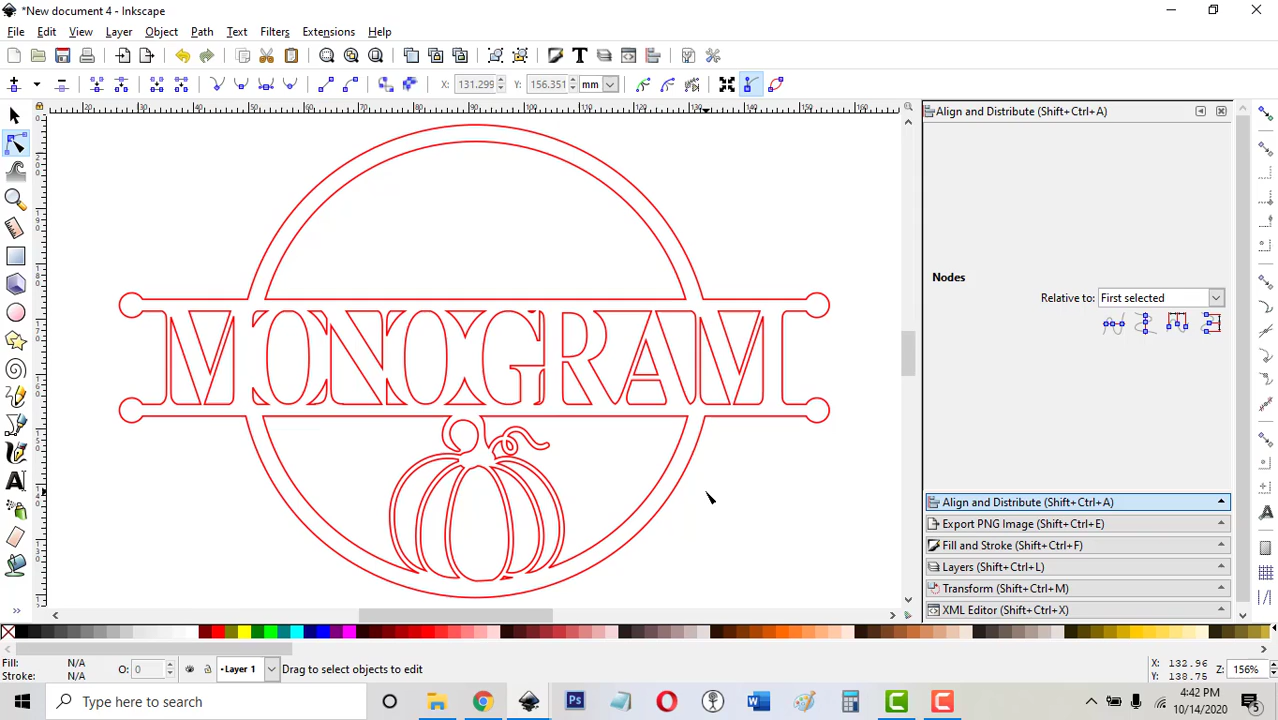 *New document 4 - Inkscape
File Edit View Layer Object Path Text Filters Extensions Help
X: 131.299 Y: 156.351 mm
Align and Distribute (Shift+Ctrl+A)
Nodes
Relative to: First selected
MONOGRAM
Align and Distribute (Shift+Ctrl+A)
Export PNG Image (Shift+Ctrl+E)
Fill and Stroke (Shift+Ctrl+F)
Layers (Shift+Ctrl+L)
Transform (Shift+Ctrl+M)
XML Editor (Shift+Ctrl+X)
Fill: N/A
Stroke: N/A
O: 0
Layer 1
Drag to select objects to edit
X: 132.96
Y: 138.75
Z: 156%
Type here to search
4:42 PM
10/14/2020
5